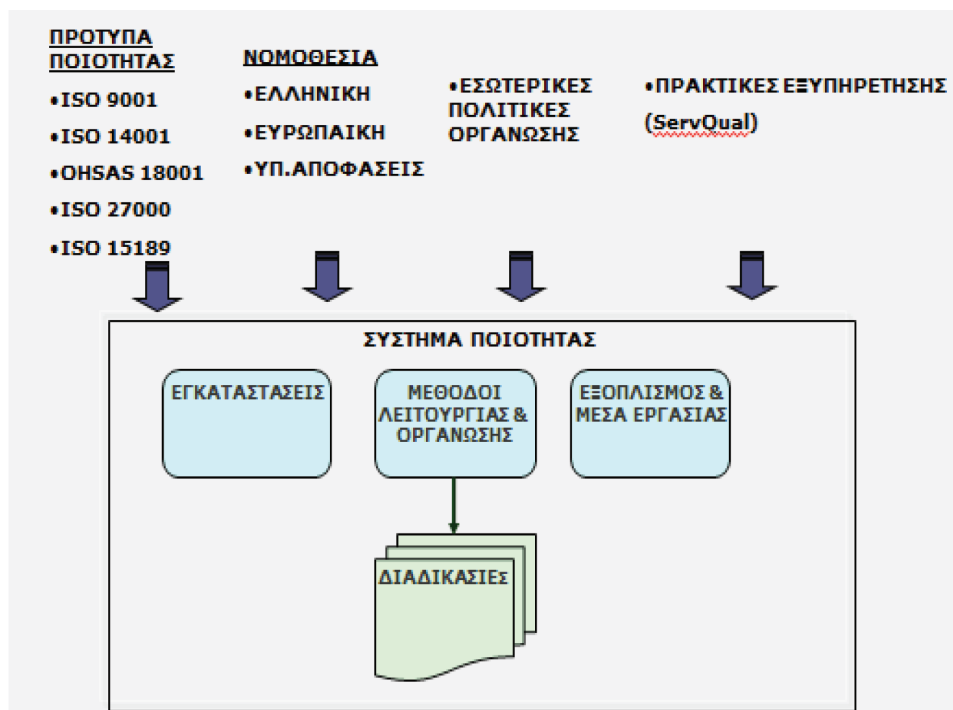 ΠΡΟΤΥΠΑ
ΠΟΙΟΤΗΤΑΣ
•ISO 9001
•ISO 14001
•OHSAS 18001
•ISO 27000
•ISO 15189
ΝΟΜΟΘΕΣΙΑ
•ΕΛΛΗΝΙΚΗ
•ΕΥΡΩΠΑΙΚΗ
•ΥΠ.ΑΠΟΦΑΣΕΙΣ
•ΕΣΩΤΕΡΙΚΕΣ
ΠΟΛΙΤΙΚΕΣ
ΟΡΓΑΝΩΣΗΣ
•ΠΡΑΚΤΙΚΕΣ ΕΞΥΠΗΡΕΤΗΣΗΣ
(ServQual)
ΣΥΣΤΗΜΑ ΠΟΙΟΤΗΤΑΣ
ΕΓΚΑΤΑΣΤΑΣΕΙΣ
ΜΕΘΟΔΟΙ
ΛΕΙΤΟΥΡΓΙΑΣ &
ΟΡΓΑΝΩΣΗΣ
ΕΞΟΠΛΙΣΜΟΣ &
ΜΕΣΑ ΕΡΓΑΣΙΑΣ
ΔΙΑΔΙΚΑΣΙΕς